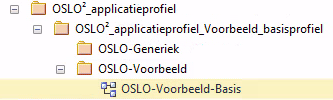 OSLO²_applicatieprofiel
OSLO²_applicatieprofiel_Voorbeeld_basisprofiel
OSLO-Generiek
OSLO-Voorbeeld
OSLO-Voorbeeld-Basis